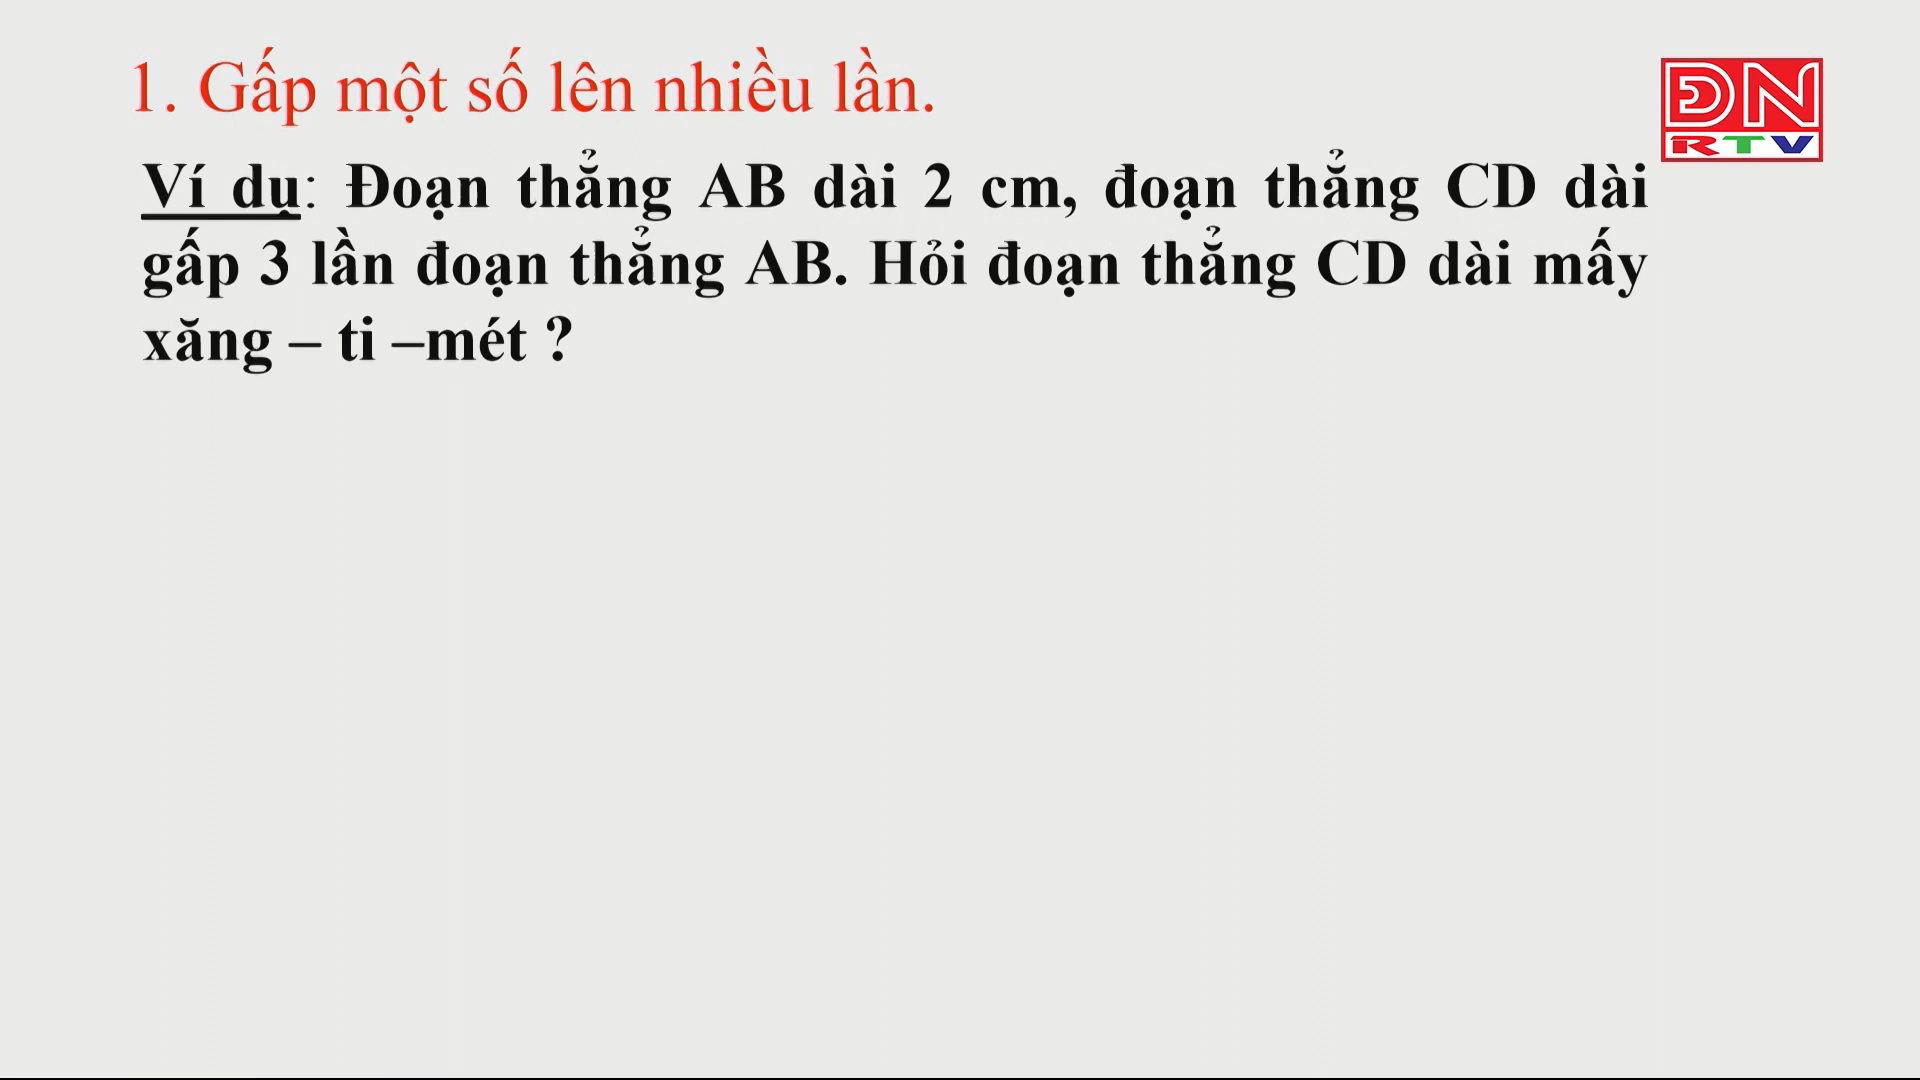 1. Gấp một số lên nhiều lần.
ĐN
RTV
Ví dụ: Đoạn thẳng AB dài 2 cm, đoạn thẳng CD dài
gấp 3 lần đoạn thẳng AB. Hỏi đoạn thẳng CD dài mấy
xăng – ti –mét ?